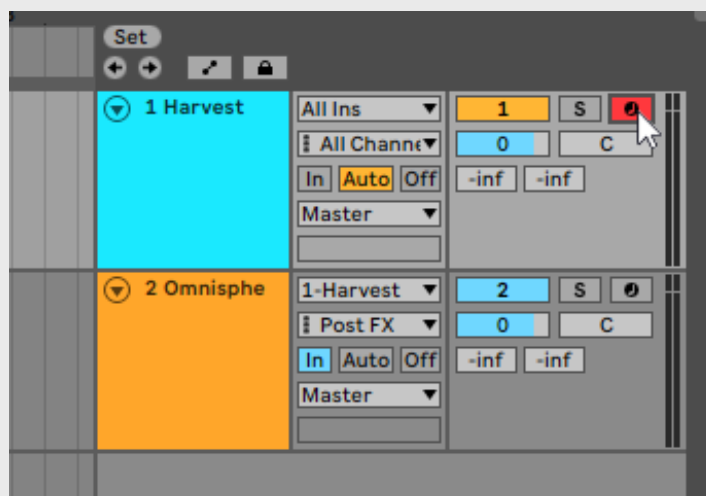 Set
1 Harvest
All Ins
1
S
All Channe
0
C
In Auto Off
-inf -inf
Master
2 Omnisphe
1-Harvest
2
S
Post FX
0
C
In Auto Off
-inf -inf
Master